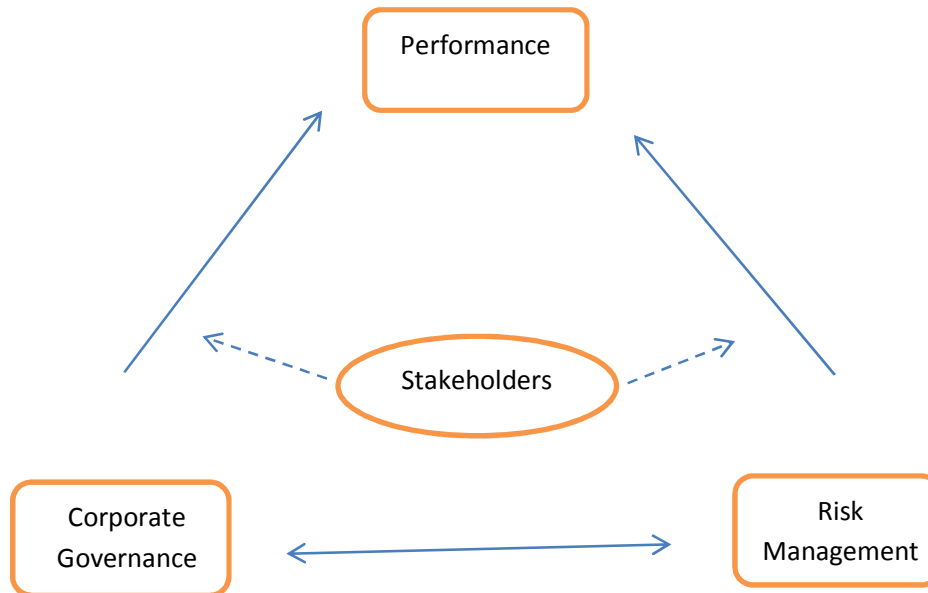 Performance
Stakeholders
Corporate
Governance
Risk
Management